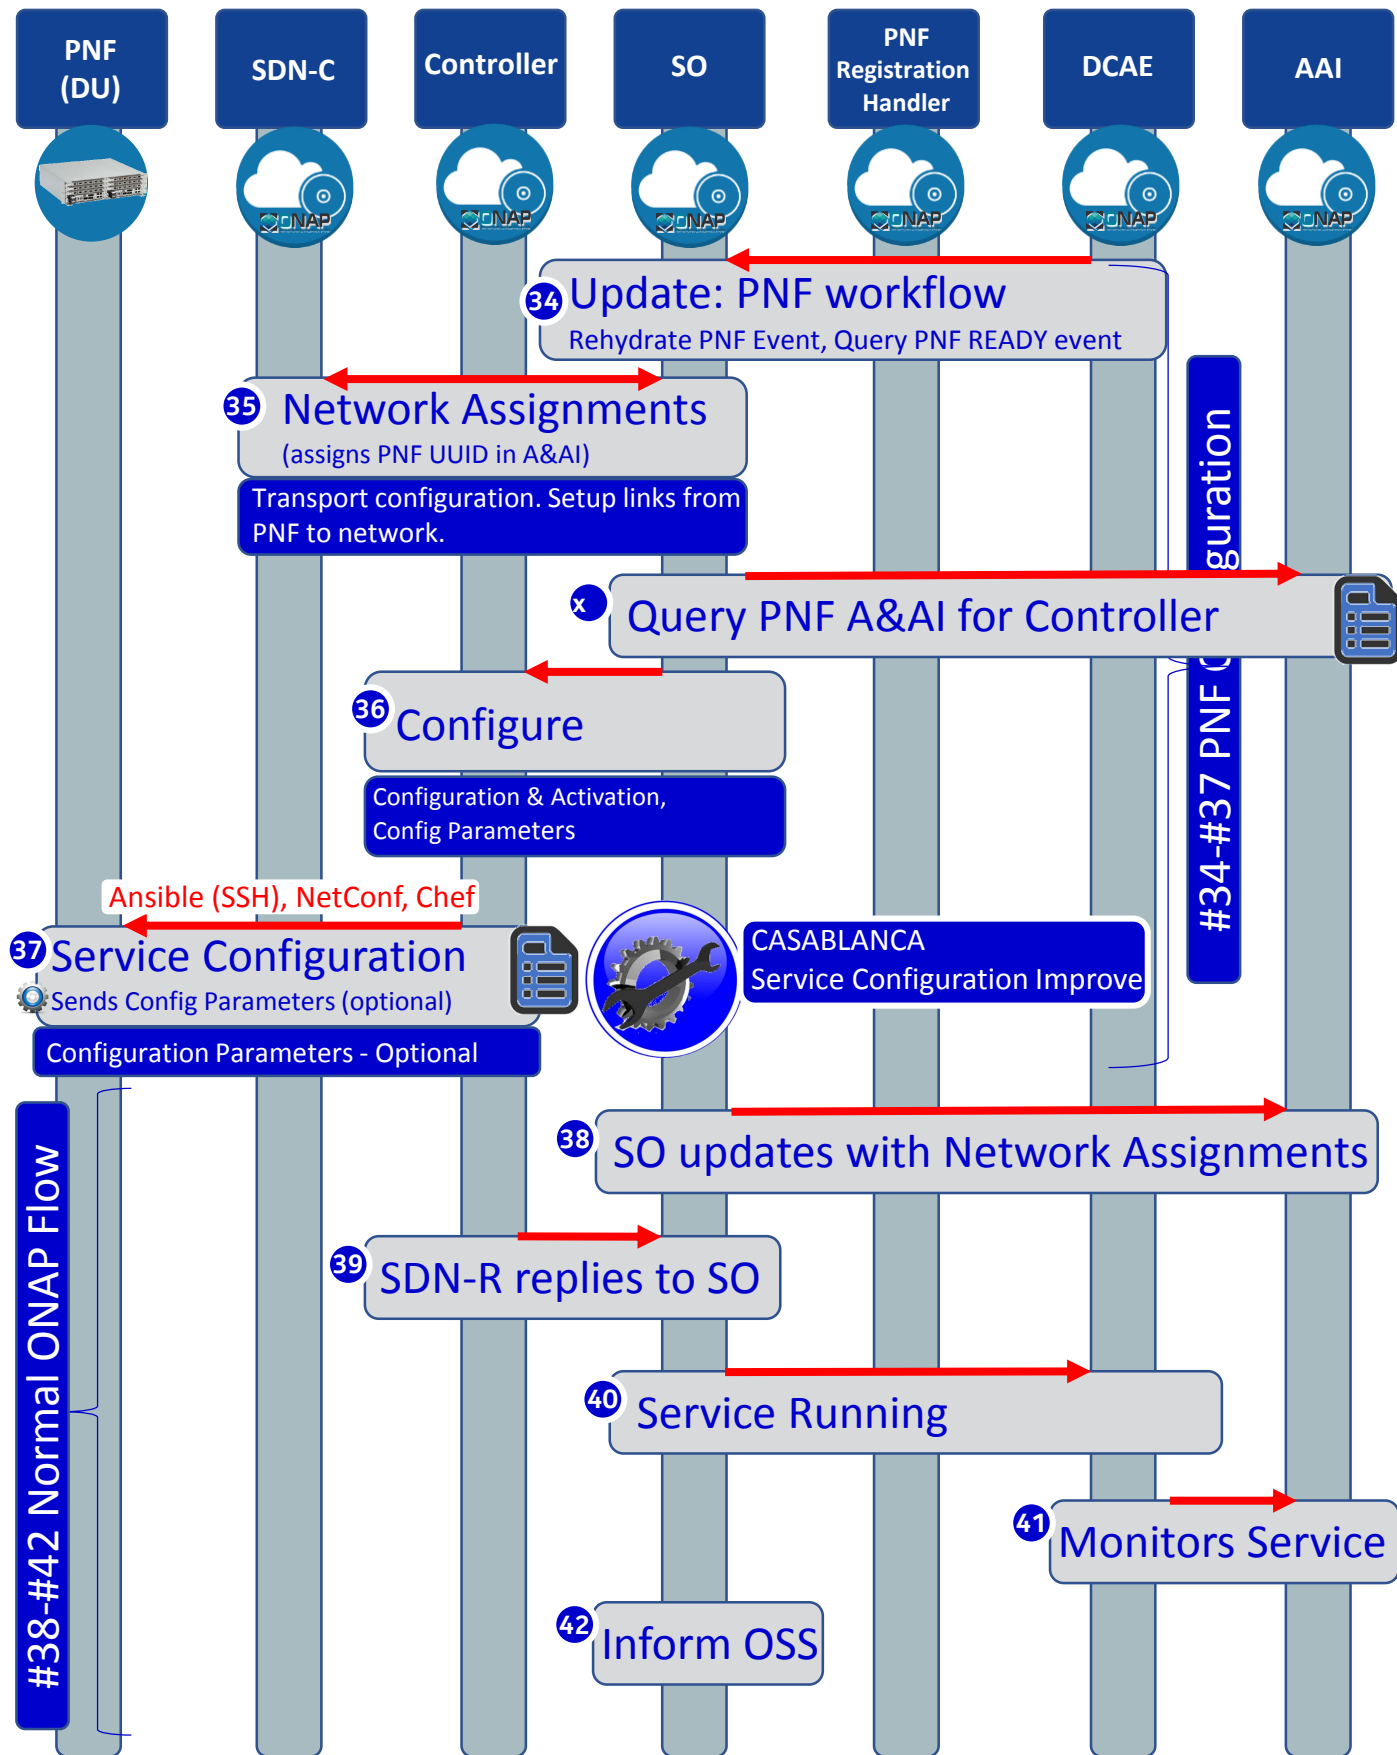 PNF
(DU)
SDN-C
Controller
SO
PNF
Registration
Handler
DCAE
AAI
ONAP
ONAP
ONAP
ONAP
ONAP
ONAP
34
Update: PNF workflow
Rehydrate PNF Event, Query PNF READY event
35
Network Assignments
(assigns PNF UUID in A&AI)
Transport configuration. Setup links from
PNF to network.
x
Query PNF A&AI for Controller
36
Configure
Configuration & Activation,
Config Parameters
#34-#37 PNF
guration
Ansible (SSH), NetConf, Chef
37
Service Configuration
Sends Config Parameters (optional)
Configuration Parameters - Optional
CASABLANCA
Service Configuration Improve
38
SO updates with Network Assignments
39
SDN-R replies to SO
40
Service Running
41
Monitors Service
42
Inform OSS
#38-#42 Normal ONAP Flow